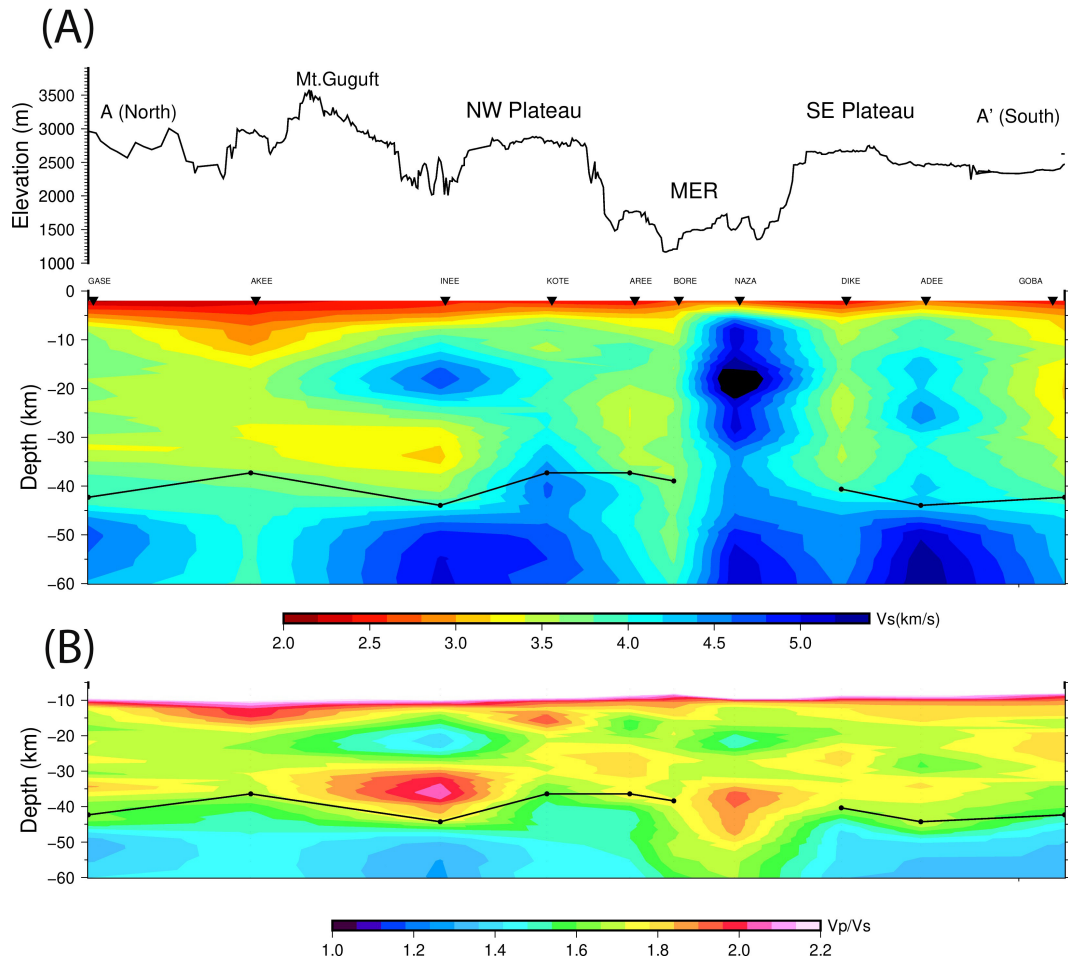 (A)
Elevation (m)
3500
3000
2500
2000
1500
1000
A (North)
Mt.Guguft
NW Plateau
MER
SE Plateau
A' (South)
GASE AKEE INEE KOTE AREE BORE NAZA DIKE ADEE GOBA
Depth (km)
0
−10
−20
−30
−40
−50
−60
2.0 2.5 3.0 3.5 4.0 4.5 5.0
Vs(km/s)
(B)
Depth (km)
−10
−20
−30
−40
−50
−60
1.0 1.2 1.4 1.6 1.8 2.0 2.2
Vp/Vs